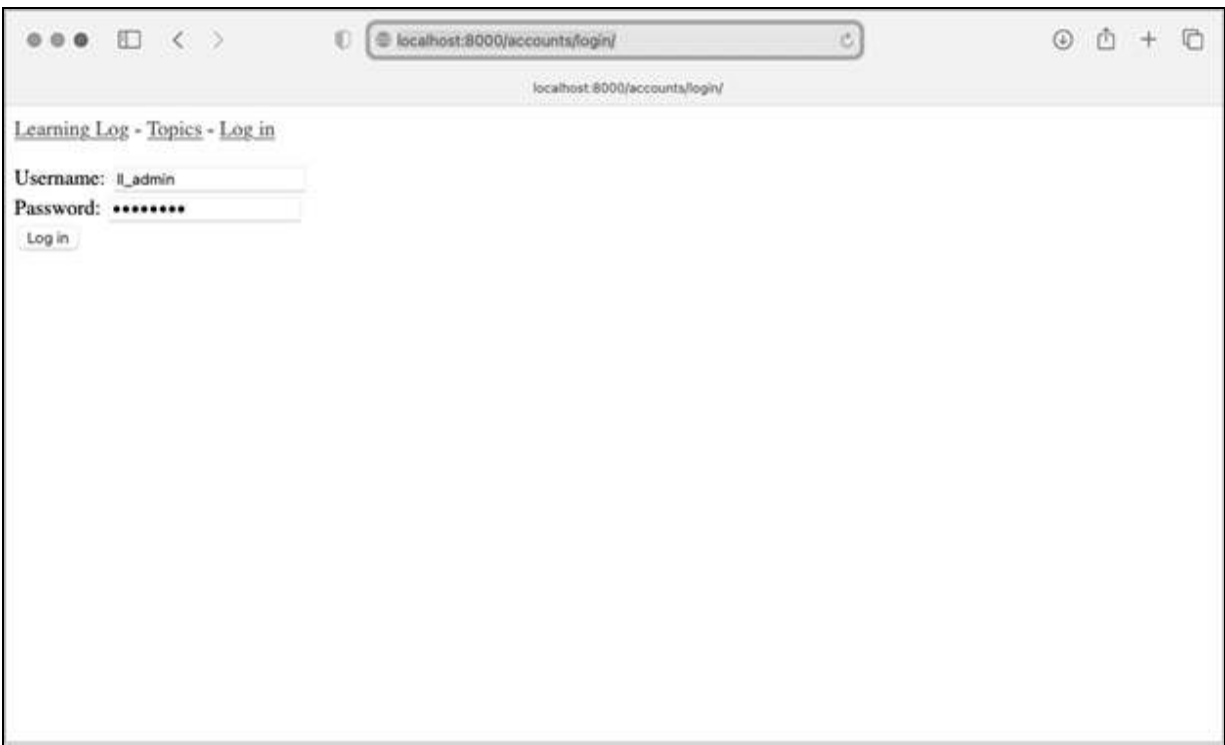 localhost:8000/accounts/login/
localhost:8000/accounts/login/
Learning Log - Topics - Log in
Username: ll_admin
Password: ••••••••
Log in